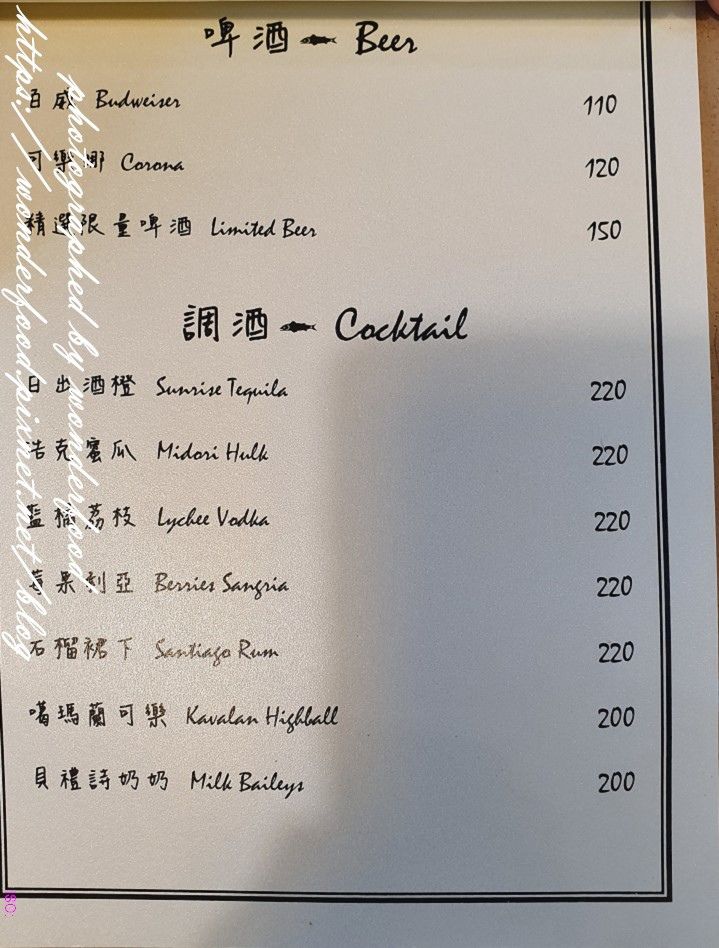 啤酒 Beer
百威 Budweiser 110
可樂娜 Corona 120
精選限量啤酒 Limited Beer 150
調酒 Cocktail
日出酒橙 Sunrise Tequila 220
浩克蜜瓜 Midori Hulk 220
藍橘荔枝 Lychee Vodka 220
莓果利亞 Berries Sangria 220
石榴裙下 Santiago Rum 220
噶瑪蘭可樂 Kavalan Highball 200
貝禮詩奶奶 Milk Baileys 200
photographed by wonderfood
https://wonderfood.pixnet.net/blog